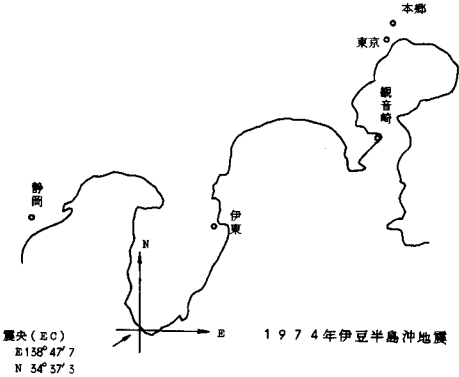 本郷
東京
観音崎
静岡
伊東
N
E
震央(EC)
E138°47′7
N 34°37′3
1974年伊豆半島沖地震